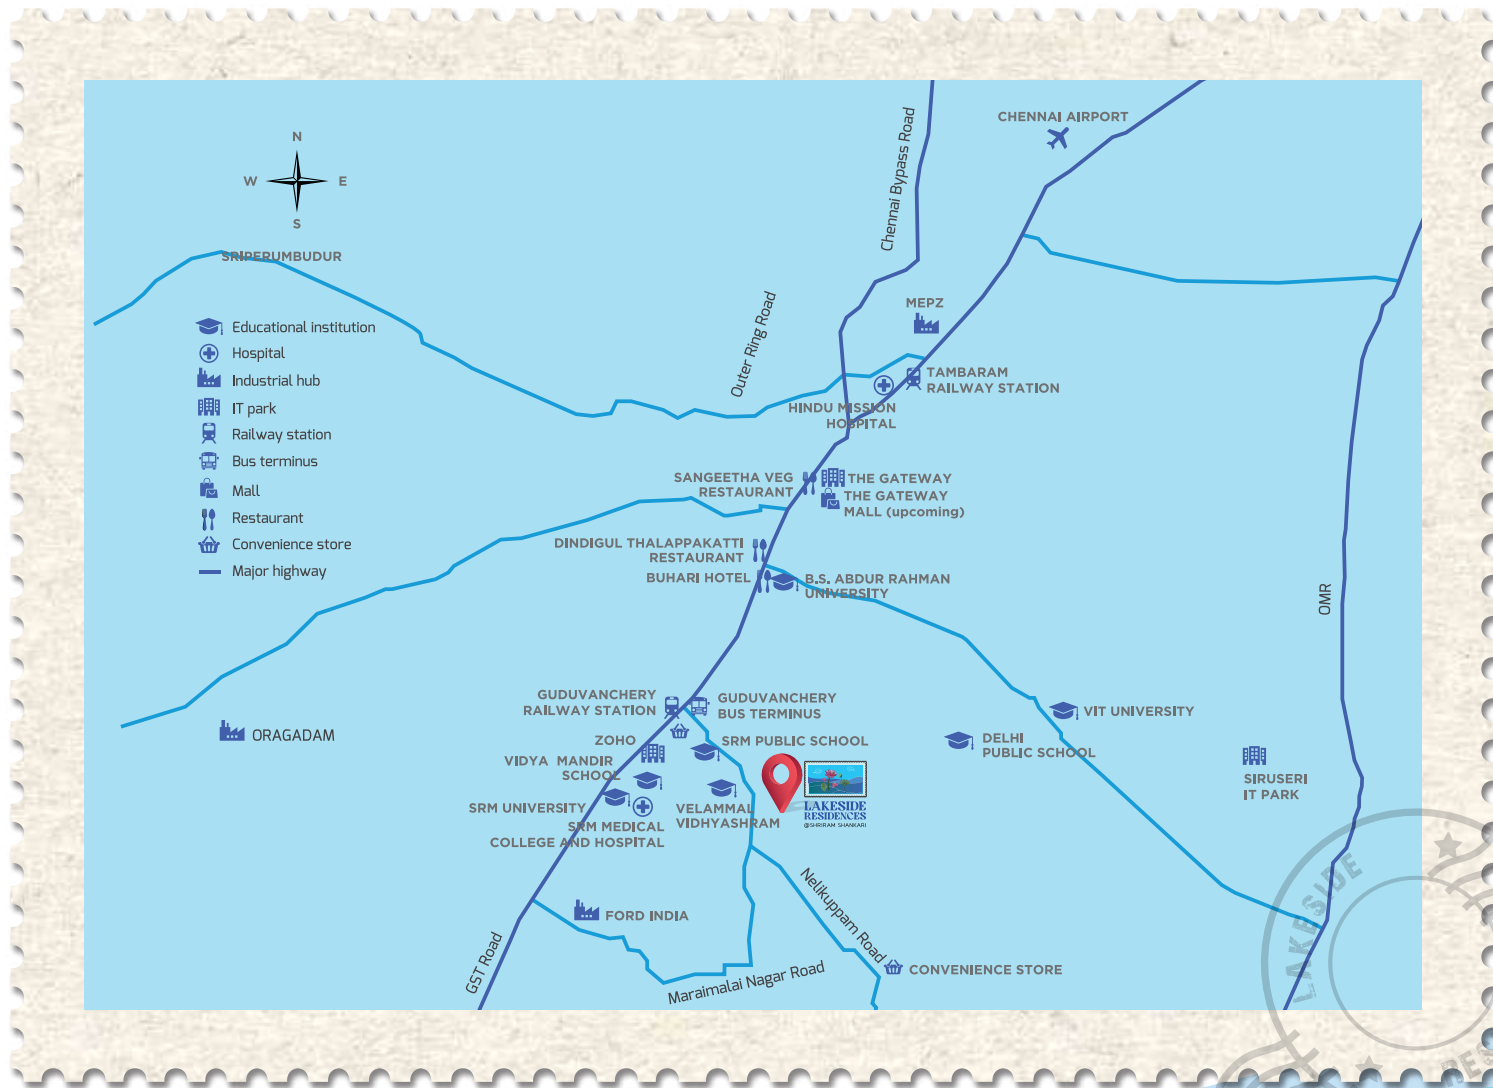 CHENNAI AIRPORT
Chennai Bypass Road
N
W E
S
SRIPERUMBUDUR
Outer Ring Road
MEPZ
Educational institution
Hospital
Industrial hub
IT park
Railway station
Bus terminus
Mall
Restaurant
Convenience store
Major highway
TAMBARAM
RAILWAY STATION
HINDU MISSION
HOSPITAL
SANGEETHA VEG
RESTAURANT
THE GATEWAY
THE GATEWAY
MALL (upcoming)
DINDIGUL THALAPPAKATTI
RESTAURANT
BUHARI HOTEL
B.S. ABDUR RAHMAN
UNIVERSITY
OMR
GUDUVANCHERY
RAILWAY STATION
GUDUVANCHERY
BUS TERMINUS
VIT UNIVERSITY
ORAGADAM
ZOHO
SRM PUBLIC SCHOOL
DELHI
PUBLIC SCHOOL
VIDYA MANDIR
SCHOOL
SIRUSERI
IT PARK
SRM UNIVERSITY
VELAMMAL
VIDHYASHRAM
LAKESIDE
RESIDENCES
@SHRIRAM SHANKARI
SRM MEDICAL
COLLEGE AND HOSPITAL
Nelikuppam Road
FORD INDIA
GST Road
Maraimalai Nagar Road
CONVENIENCE STORE
LAKESIDE